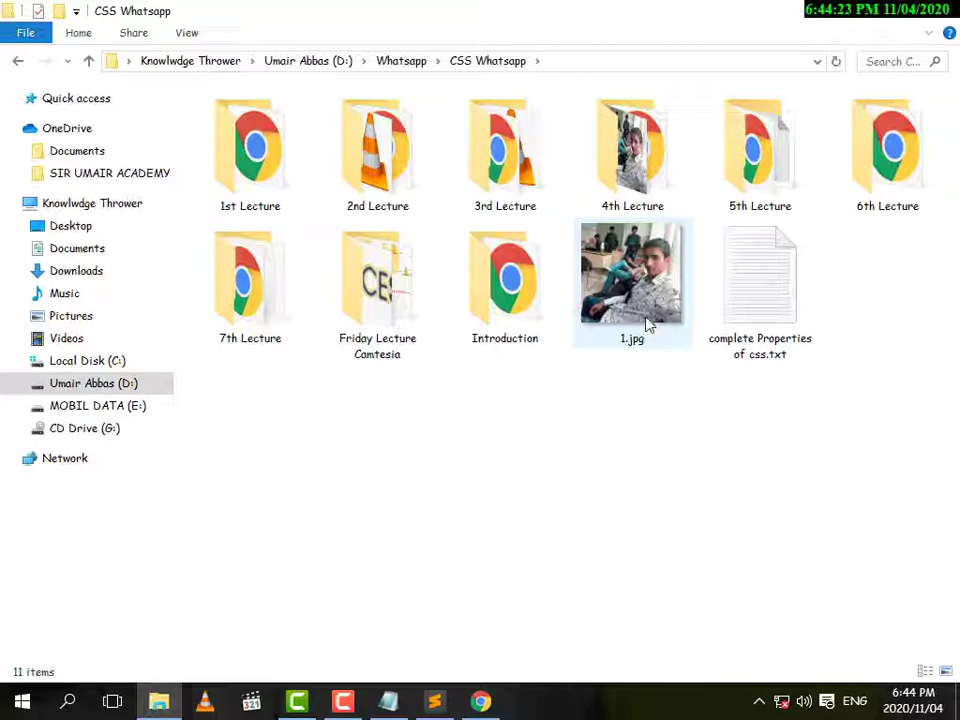 CSS Whatsapp
6:44:23 PM 11/04/2020
File Home Share View
Knowlwdge Thrower Umair Abbas (D:) Whatsapp CSS Whatsapp
Search C...
Quick access
OneDrive
Documents
SIR UMAIR ACADEMY
Knowlwdge Thrower
Desktop
Documents
Downloads
Music
Pictures
Videos
Local Disk (C:)
Umair Abbas (D:)
MOBIL DATA (E:)
CD Drive (G:)
Network
1st Lecture 2nd Lecture 3rd Lecture 4th Lecture 5th Lecture 6th Lecture
CES
7th Lecture Friday Lecture Camtesia Introduction 1.jpg complete Properties of css.txt
11 items
321
ENG
6:44 PM
2020/11/04